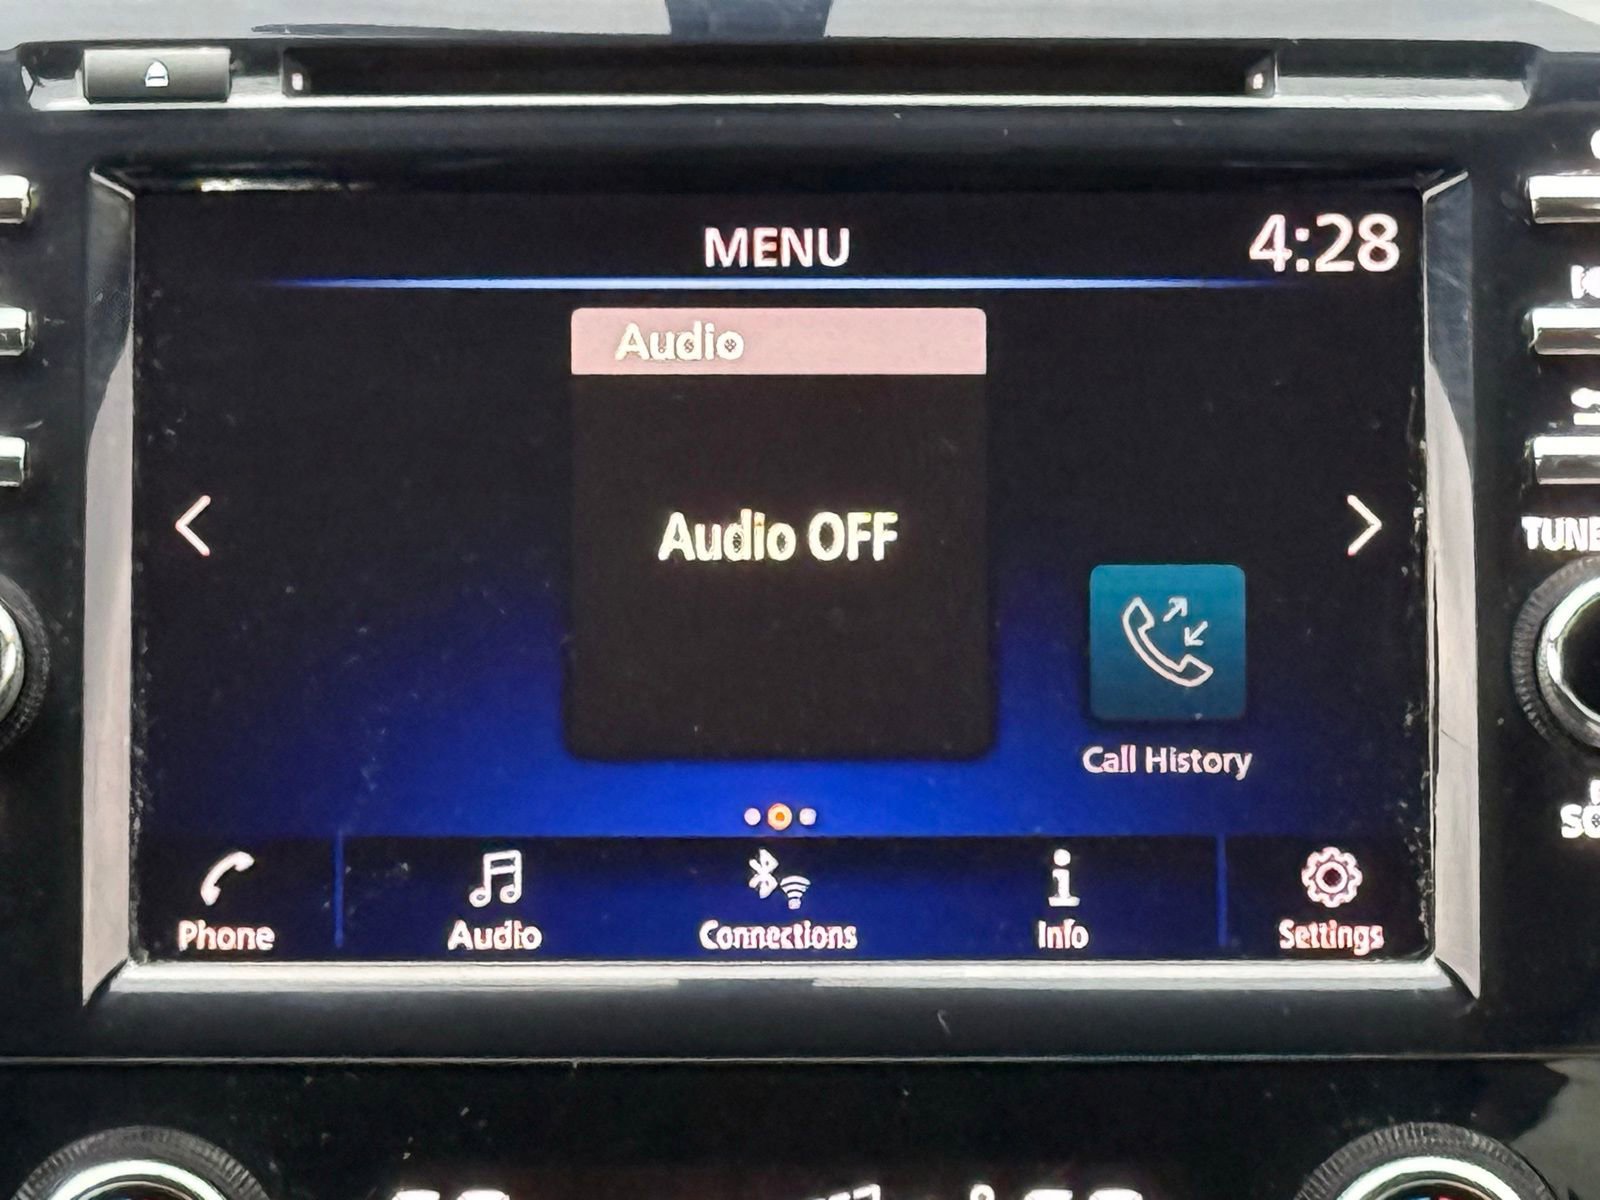 MENU
4:28
Audio
Audio OFF
TUNE
Call History
Phone
Audio
Connections
Info
Settings